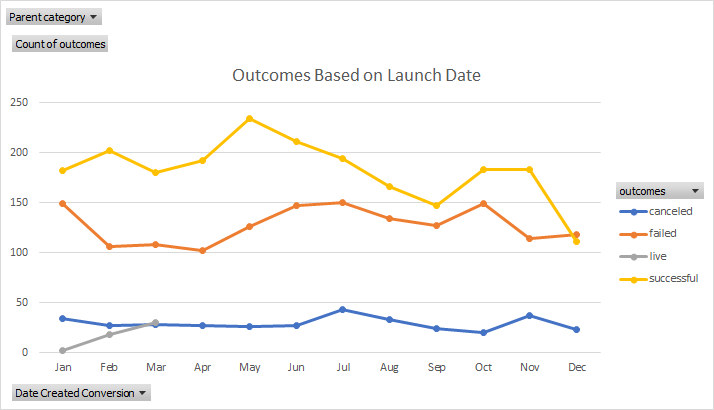 Parent category
Count of outcomes
Outcomes Based on Launch Date
250
200
150
100
50
0
Jan Feb Mar Apr May Jun Jul Aug Sep Oct Nov Dec
outcomes
canceled
failed
live
successful
Date Created Conversion